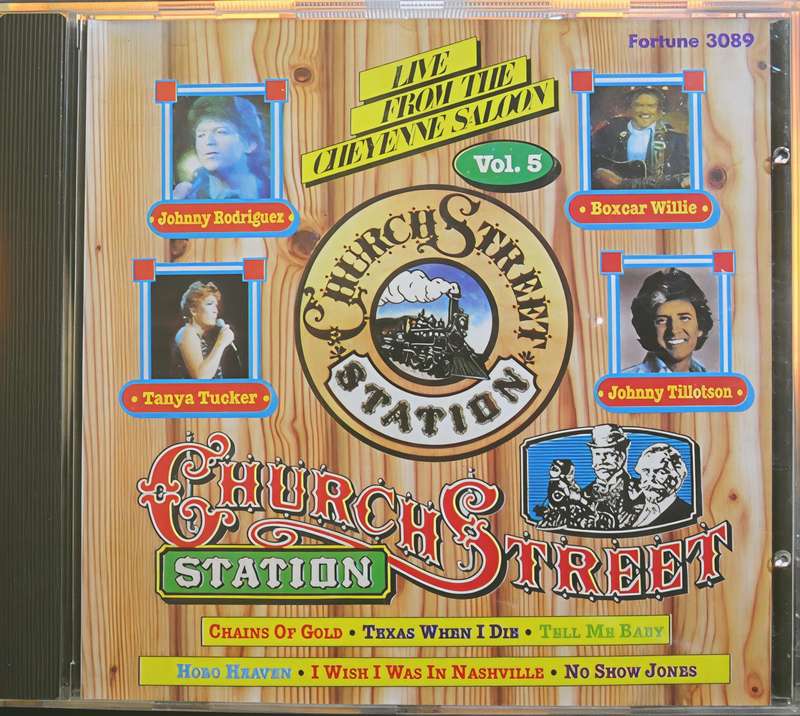 Fortune 3089
LIVE
FROM THE
CHEYENNE SALOON
Vol. 5
Johnny Rodriguez
Boxcar Willie
CHURCH STREET
STATION
Tanya Tucker
Johnny Tillotson
CHURCH STREET
STATION
CHAINS OF GOLD • TEXAS WHEN I DIE • TELL ME BABY
HOBO HEAVEN • I WISH I WAS IN NASHVILLE • NO SHOW JONES